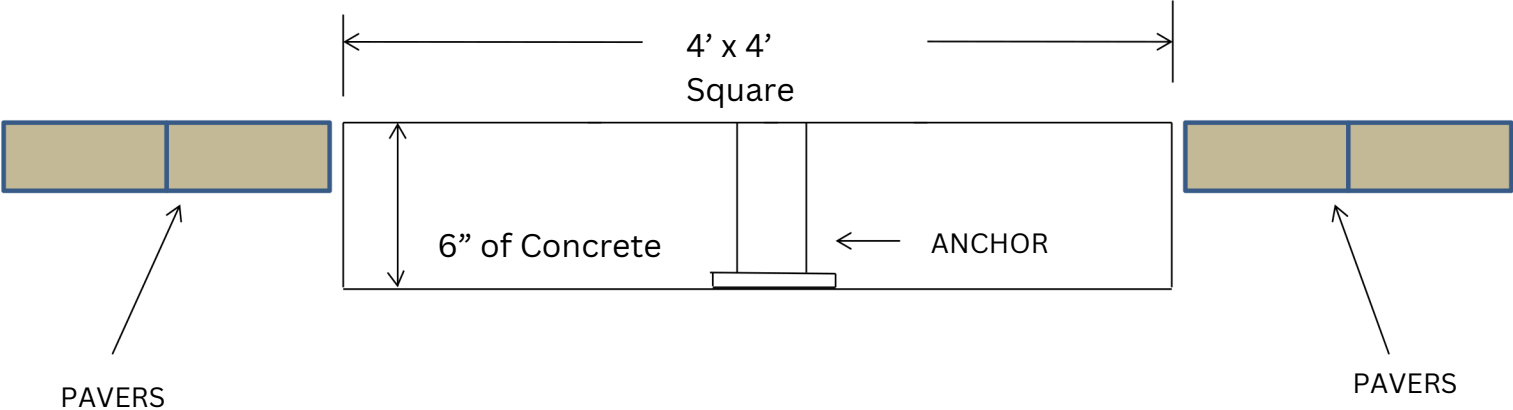 4’ x 4’
Square
6” of Concrete
ANCHOR
PAVERS
PAVERS